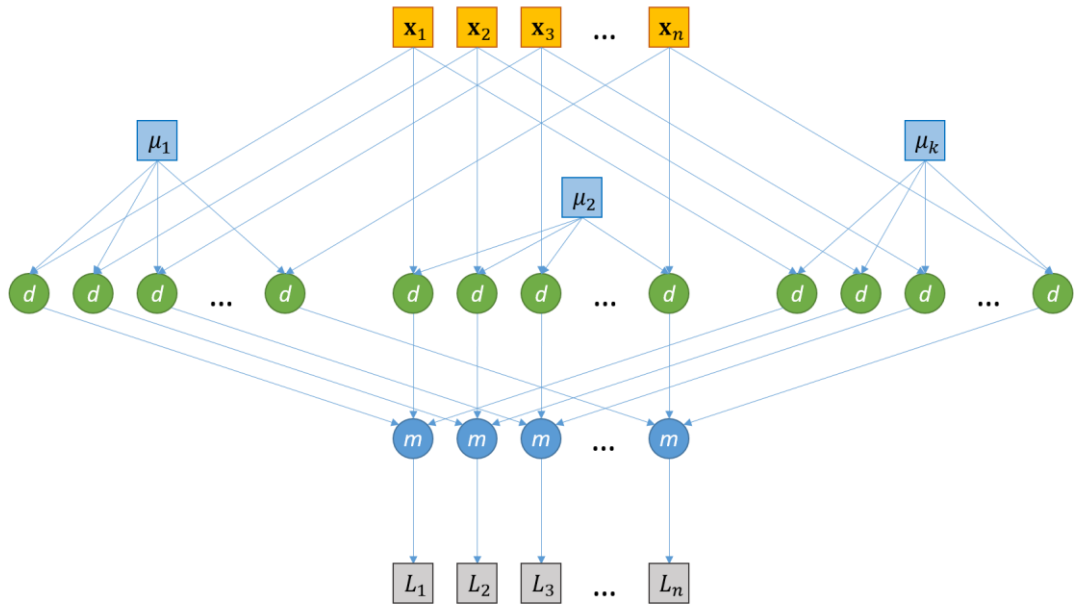 x₁ x₂ x₃ ... xₙ
μ₁ μₖ
μ₂
d d d ... d d d d ... d d d d ... d
m m m ... m
L₁ L₂ L₃ ... Lₙ